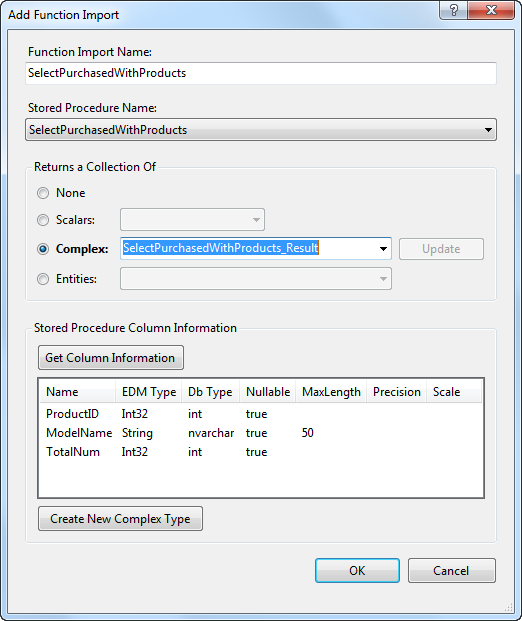 Add Function Import
Function Import Name:
SelectPurchasedWithProducts
Stored Procedure Name:
SelectPurchasedWithProducts
Returns a Collection Of
None
Scalars:
Complex: SelectPurchasedWithProducts_Result Update
Entities:
Stored Procedure Column Information
Get Column Information
Name EDM Type Db Type Nullable MaxLength Precision Scale
ProductID Int32 int true
ModelName String nvarchar true 50
TotalNum Int32 int true
Create New Complex Type
OK Cancel